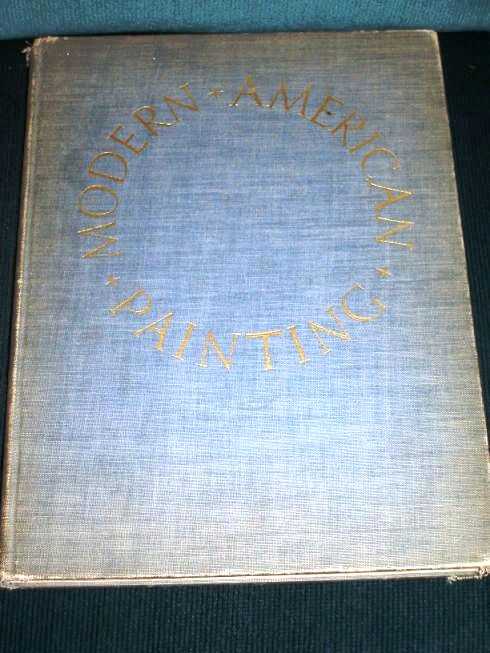 MODERN ★ AMERICAN ★ PAINTING ★